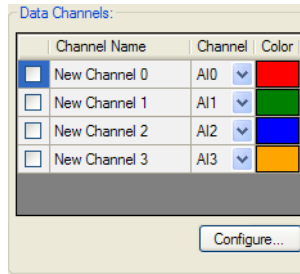 Data Channels:
Channel Name Channel Color
New Channel 0 AI0
New Channel 1 AI1
New Channel 2 AI2
New Channel 3 AI3
Configure...